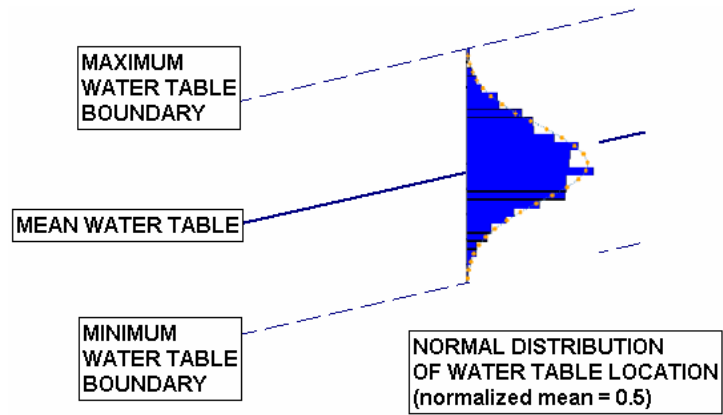 MAXIMUM
WATER TABLE
BOUNDARY
MEAN WATER TABLE
MINIMUM
WATER TABLE
BOUNDARY
NORMAL DISTRIBUTION
OF WATER TABLE LOCATION
(normalized mean = 0.5)